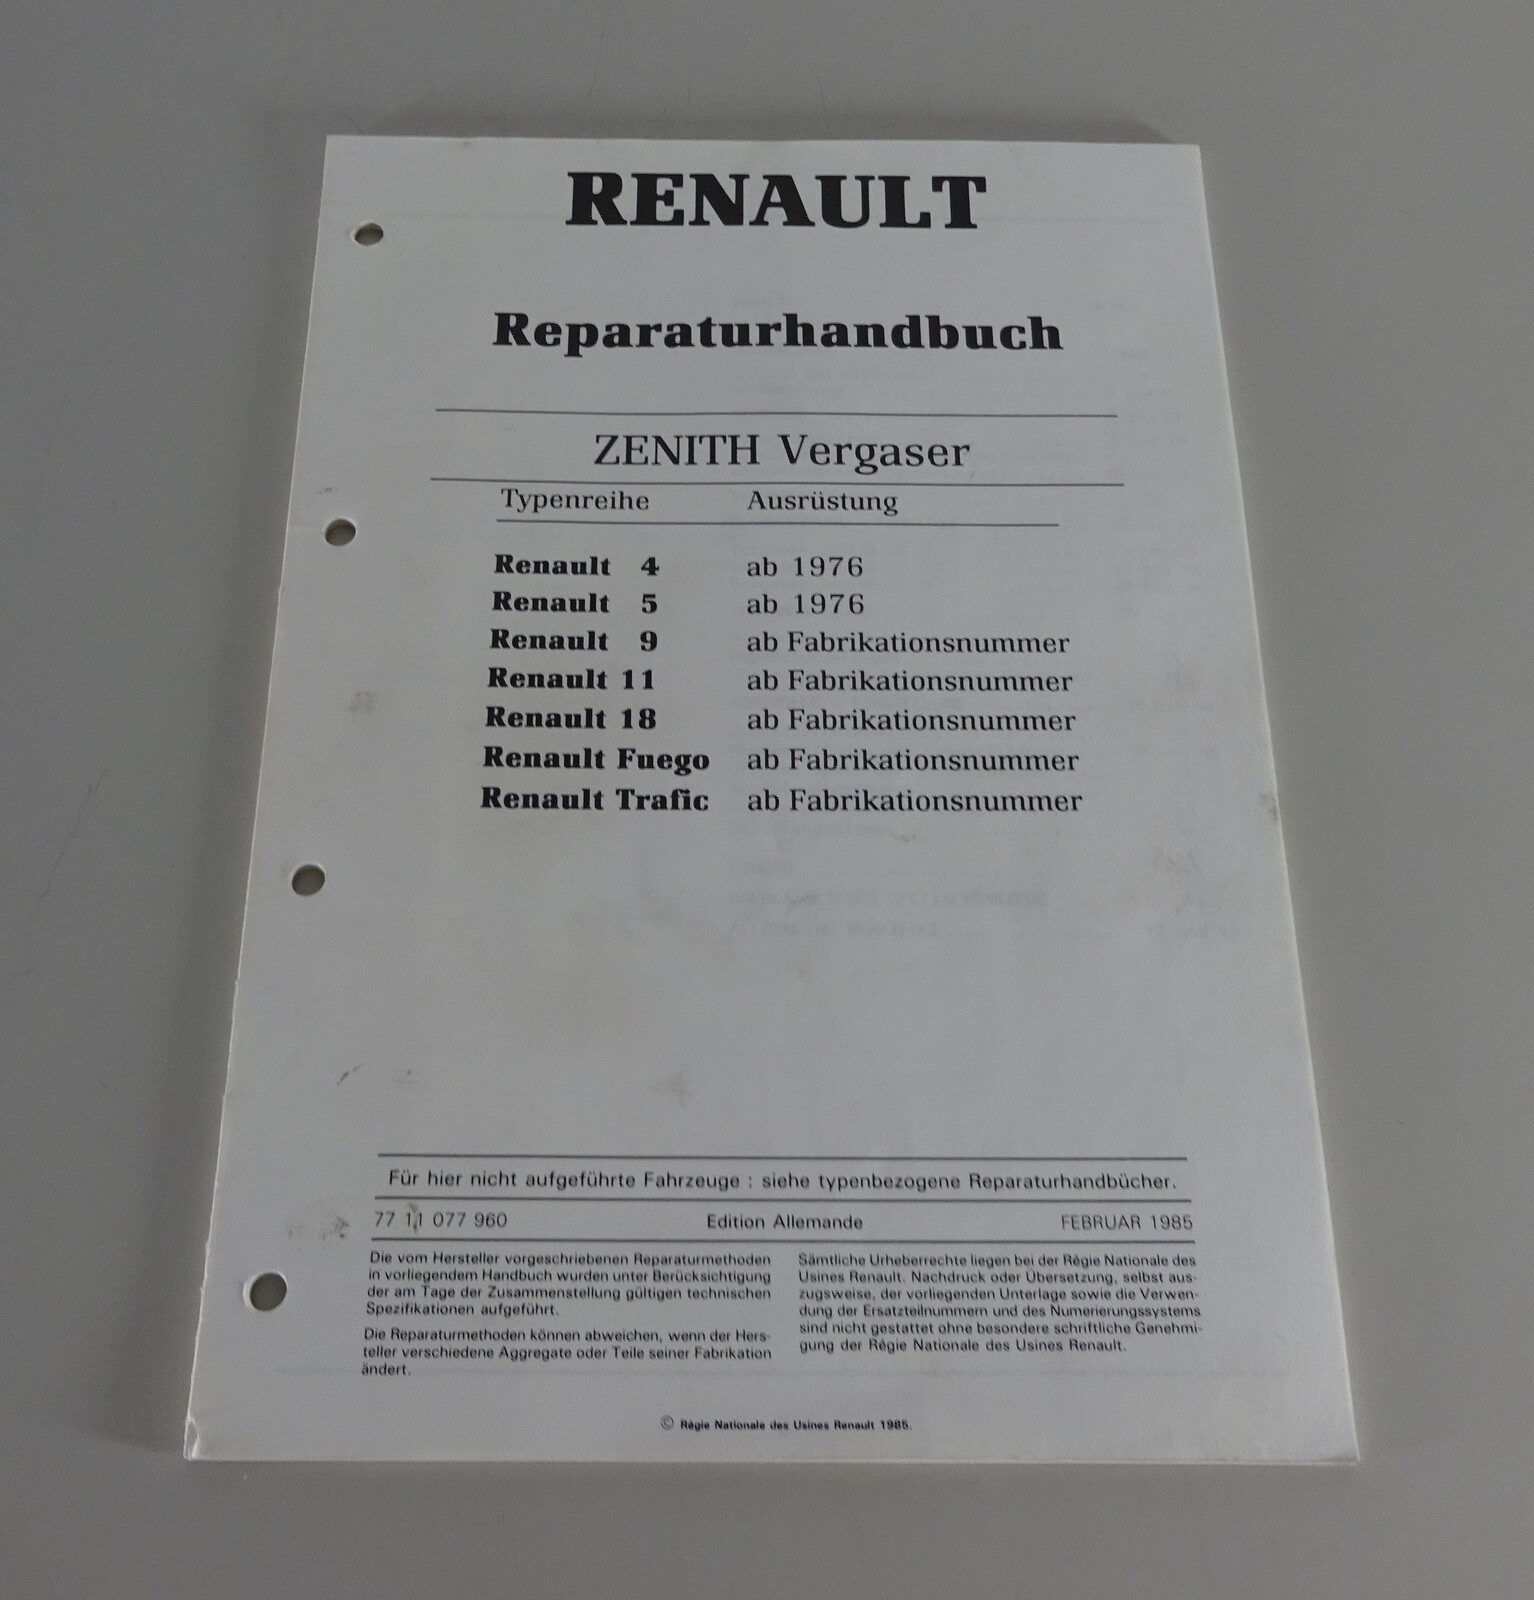 RENAULT
Reparaturhandbuch
ZENITH Vergaser
Typenreihe Ausrüstung
Renault 4 ab 1976
Renault 5 ab 1976
Renault 9 ab Fabrikationsnummer
Renault 11 ab Fabrikationsnummer
Renault 18 ab Fabrikationsnummer
Renault Fuego ab Fabrikationsnummer
Renault Trafic ab Fabrikationsnummer
Für hier nicht aufgeführte Fahrzeuge : siehe typenbezogene Reparaturhandbücher.
77 11 077 960 Edition Allemande FEBRUAR 1985
Die vom Hersteller vorgeschriebenen Reparaturmethoden
in vorliegendem Handbuch wurden unter Berücksichtigung
der am Tage der Zusammenstellung gültigen technischen
Spezifikationen aufgeführt.
Die Reparaturmethoden können abweichen, wenn der Hers-
teller verschiedene Aggregate oder Teile seiner Fabrikation
ändert.
Sämtliche Urheberrechte liegen bei der Régie Nationale des
Usines Renault. Nachdruck oder Übersetzung, selbst aus-
zugsweise, der vorliegenden Unterlage sowie die Verwen-
dung der Ersatzteilnummern und des Numerierungssystems
sind nicht gestattet ohne besondere schriftliche Genehmi-
gung der Régie Nationale des Usines Renault.
© Régie Nationale des Usines Renault 1985.